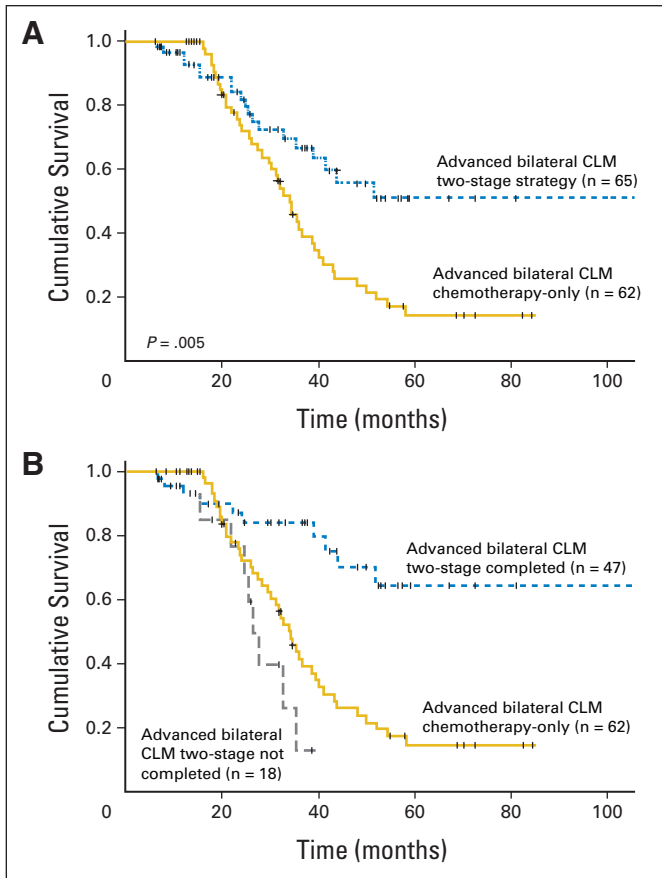 A
Cumulative Survival
1.0
0.8
0.6
0.4
0.2
0
20
40
60
80
100
Time (months)
P = .005
Advanced bilateral CLM
two-stage strategy (n = 65)
Advanced bilateral CLM
chemotherapy-only (n = 62)
B
Cumulative Survival
1.0
0.8
0.6
0.4
0.2
0
20
40
60
80
100
Time (months)
Advanced bilateral CLM
two-stage completed (n = 47)
Advanced bilateral CLM
chemotherapy-only (n = 62)
Advanced bilateral
CLM two-stage not
completed (n = 18)